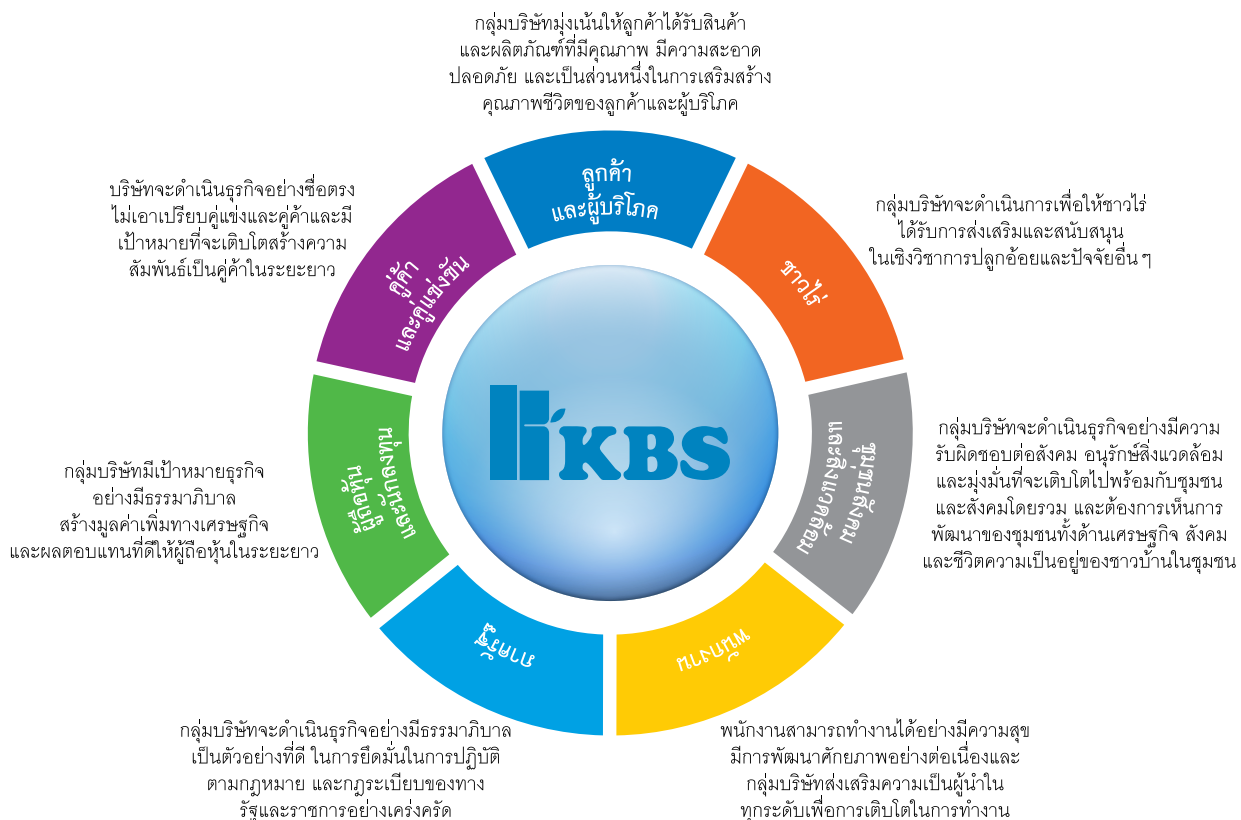 กลุ่มบริษัทมุ่งเน้นให้ลูกค้าได้รับสินค้า
และผลิตภัณฑ์ที่มีคุณภาพ มีความสะอาด
ปลอดภัย และเป็นส่วนหนึ่งในการเสริมสร้าง
คุณภาพชีวิตของลูกค้าและผู้บริโภค
ลูกค้า
และผู้บริโภค
กลุ่มบริษัทจะดำเนินการเพื่อให้ชาวไร่
ได้รับการส่งเสริมและสนับสนุน
ในเชิงวิชาการปลูกอ้อยและปัจจัยอื่นๆ
ชาวไร่
กลุ่มบริษัทจะดำเนินธุรกิจอย่างมีความ
รับผิดชอบต่อสังคม อนุรักษ์สิ่งแวดล้อม
และมุ่งมั่นที่จะเติบโตไปพร้อมกับชุมชน
และสังคมโดยรวม และต้องการเห็นการ
พัฒนาของชุมชนทั้งด้านเศรษฐกิจ สังคม
และชีวิตความเป็นอยู่ของชาวบ้านในชุมชน
ชุมชนสังคม
และสิ่งแวดล้อม
พนักงานสามารถทำงานได้อย่างมีความสุข
มีการพัฒนาศักยภาพอย่างต่อเนื่องและ
กลุ่มบริษัทส่งเสริมความเป็นผู้นำใน
ทุกระดับเพื่อการเติบโตในการทำงาน
พนักงาน
กลุ่มบริษัทจะดำเนินธุรกิจอย่างมีธรรมาภิบาล
เป็นตัวอย่างที่ดี ในการยึดมั่นในการปฏิบัติ
ตามกฎหมาย และกฎระเบียบของทาง
รัฐและราชการอย่างเคร่งครัด
ภาครัฐ
กลุ่มบริษัทมีเป้าหมายธุรกิจ
อย่างมีธรรมาภิบาล
สร้างมูลค่าเพิ่มทางเศรษฐกิจ
และผลตอบแทนที่ดีให้ผู้ถือหุ้นในระยะยาว
ผู้ถือหุ้น
และนักลงทุน
บริษัทจะดำเนินธุรกิจอย่างซื่อตรง
ไม่เอาเปรียบคู่แข่งและคู่ค้าและมี
เป้าหมายที่จะเติบโตสร้างความ
สัมพันธ์เป็นคู่ค้าในระยะยาว
คู่ค้า
และคู่แข่งขัน
KBS